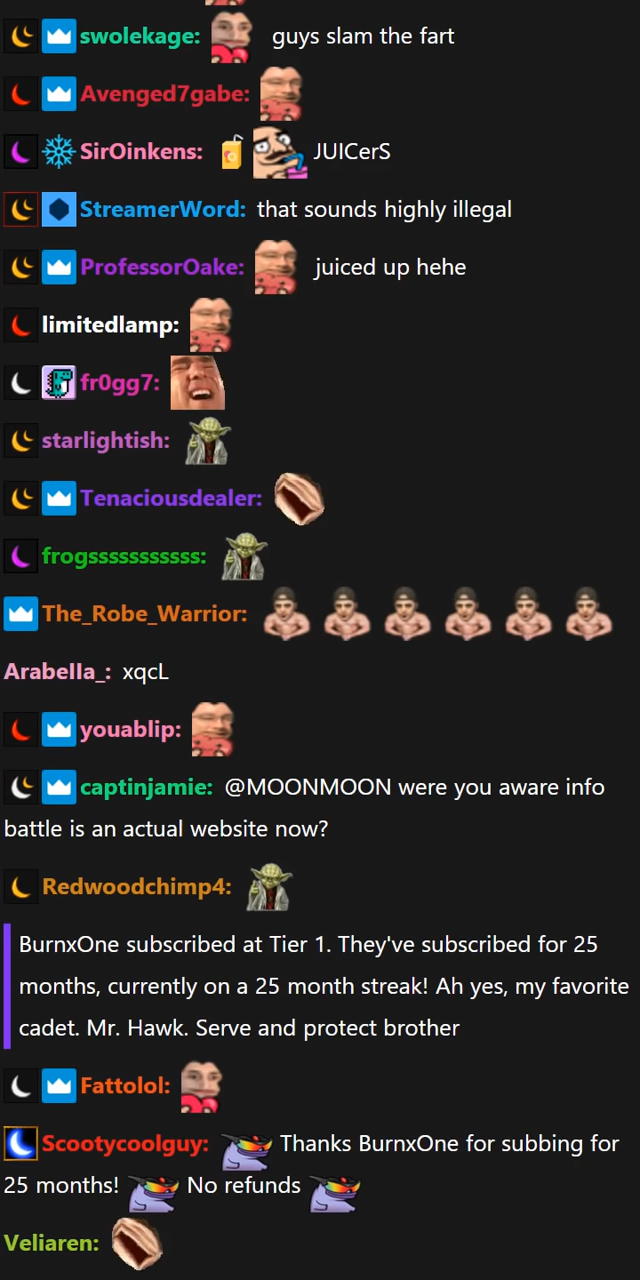 swolekage: guys slam the fart
Avenged7gabe:
SirOinkens: JUICerS
StreamerWord: that sounds highly illegal
ProfessorOake: juiced up hehe
limitedlamp:
fr0gg7:
starlightish:
Tenaciousdealer:
frogsssssssssss:
The_Robe_Warrior:
Arabella_: xqcL
youablip:
captinjamie: @MOONMOON were you aware info
battle is an actual website now?
Redwoodchimp4:
BurnxOne subscribed at Tier 1. They've subscribed for 25
months, currently on a 25 month streak! Ah yes, my favorite
cadet. Mr. Hawk. Serve and protect brother
Fattolol:
Scootycoolguy: Thanks BurnxOne for subbing for
25 months! No refunds
Veliaren: